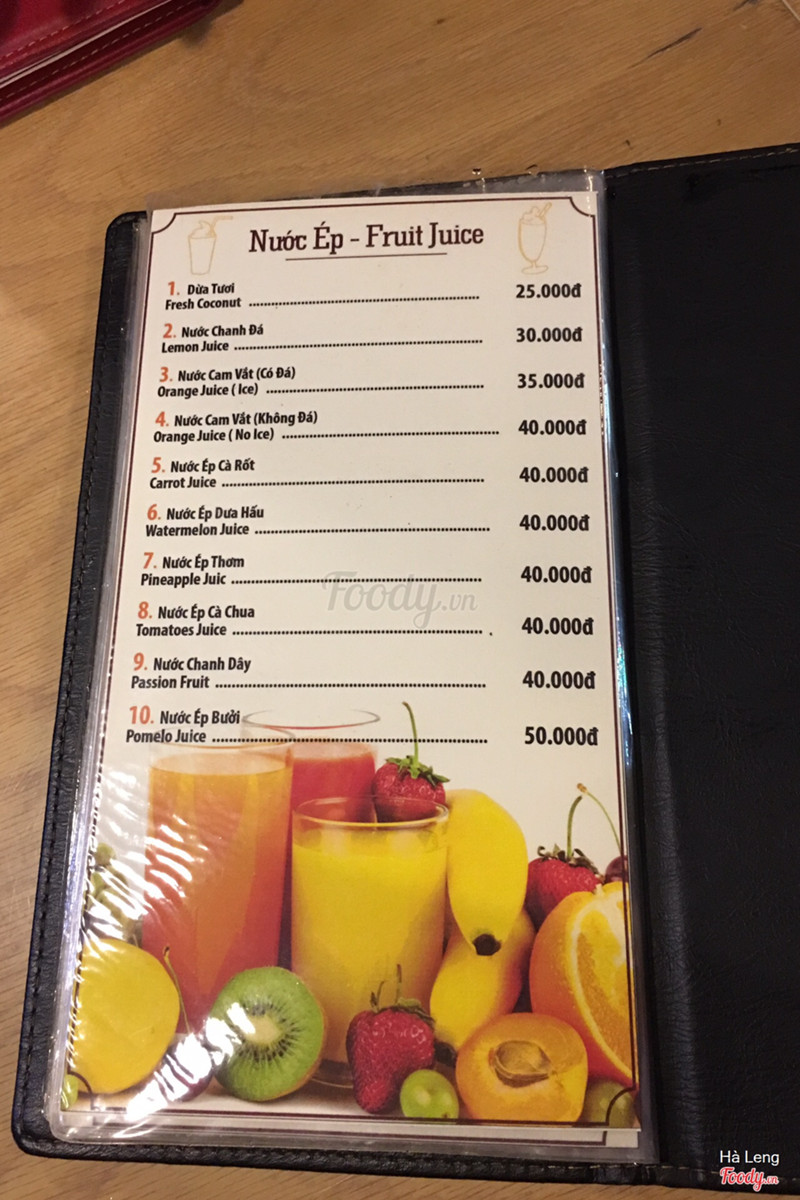 Nước Ép - Fruit Juice
1. Dừa Tươi
Fresh Coconut ........ 25.000đ
2. Nước Chanh Đá
Lemon Juice ........ 30.000đ
3. Nước Cam Vắt (Có Đá)
Orange Juice ( Ice) ........ 35.000đ
4. Nước Cam Vắt (Không Đá)
Orange Juice ( No Ice) ........ 40.000đ
5. Nước Ép Cà Rốt
Carrot Juice ........ 40.000đ
6. Nước Ép Dưa Hấu
Watermelon Juice ........ 40.000đ
7. Nước Ép Thơm
Pineapple Juic ........ 40.000đ
8. Nước Ép Cà Chua
Tomatoes Juice ........ 40.000đ
9. Nước Chanh Dây
Passion Fruit ........ 40.000đ
10. Nước Ép Bưởi
Pomelo Juice ........ 50.000đ
Foody.vn
Hà Leng
Foody.vn